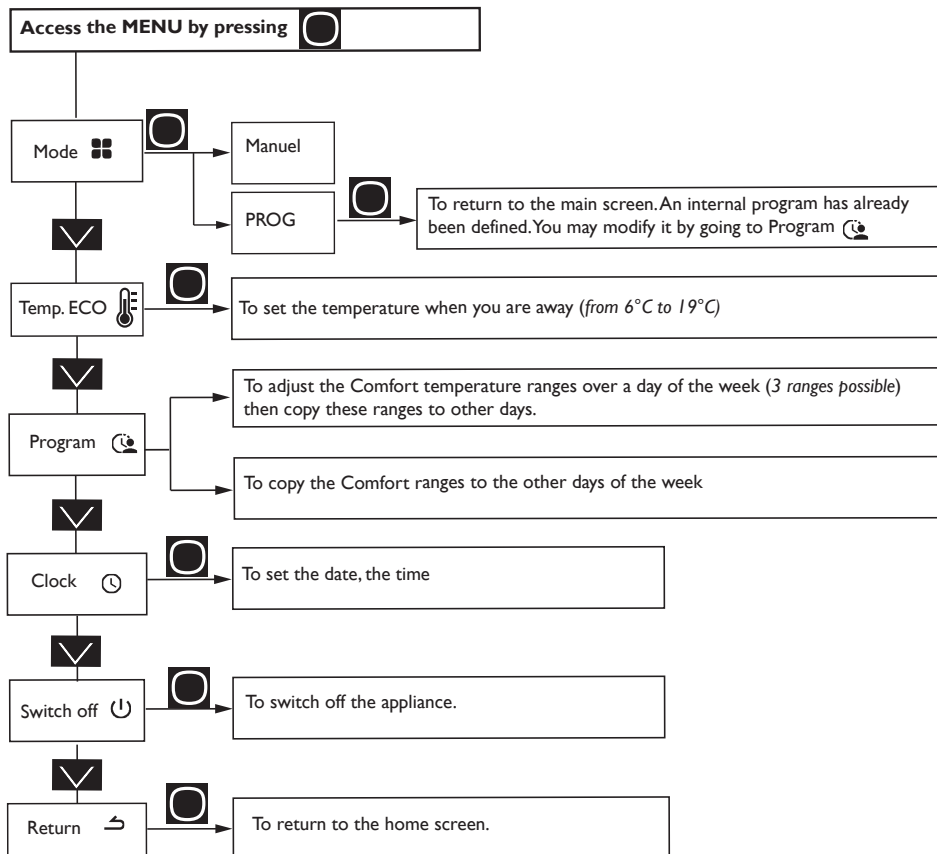 Access the MENU by pressing
Mode
Manuel
PROG
To return to the main screen. An internal program has already
been defined. You may modify it by going to Program
Temp. ECO
To set the temperature when you are away (from 6°C to 19°C)
Program
To adjust the Comfort temperature ranges over a day of the week (3 ranges possible)
then copy these ranges to other days.
To copy the Comfort ranges to the other days of the week
Clock
To set the date, the time
Switch off
To switch off the appliance.
Return
To return to the home screen.